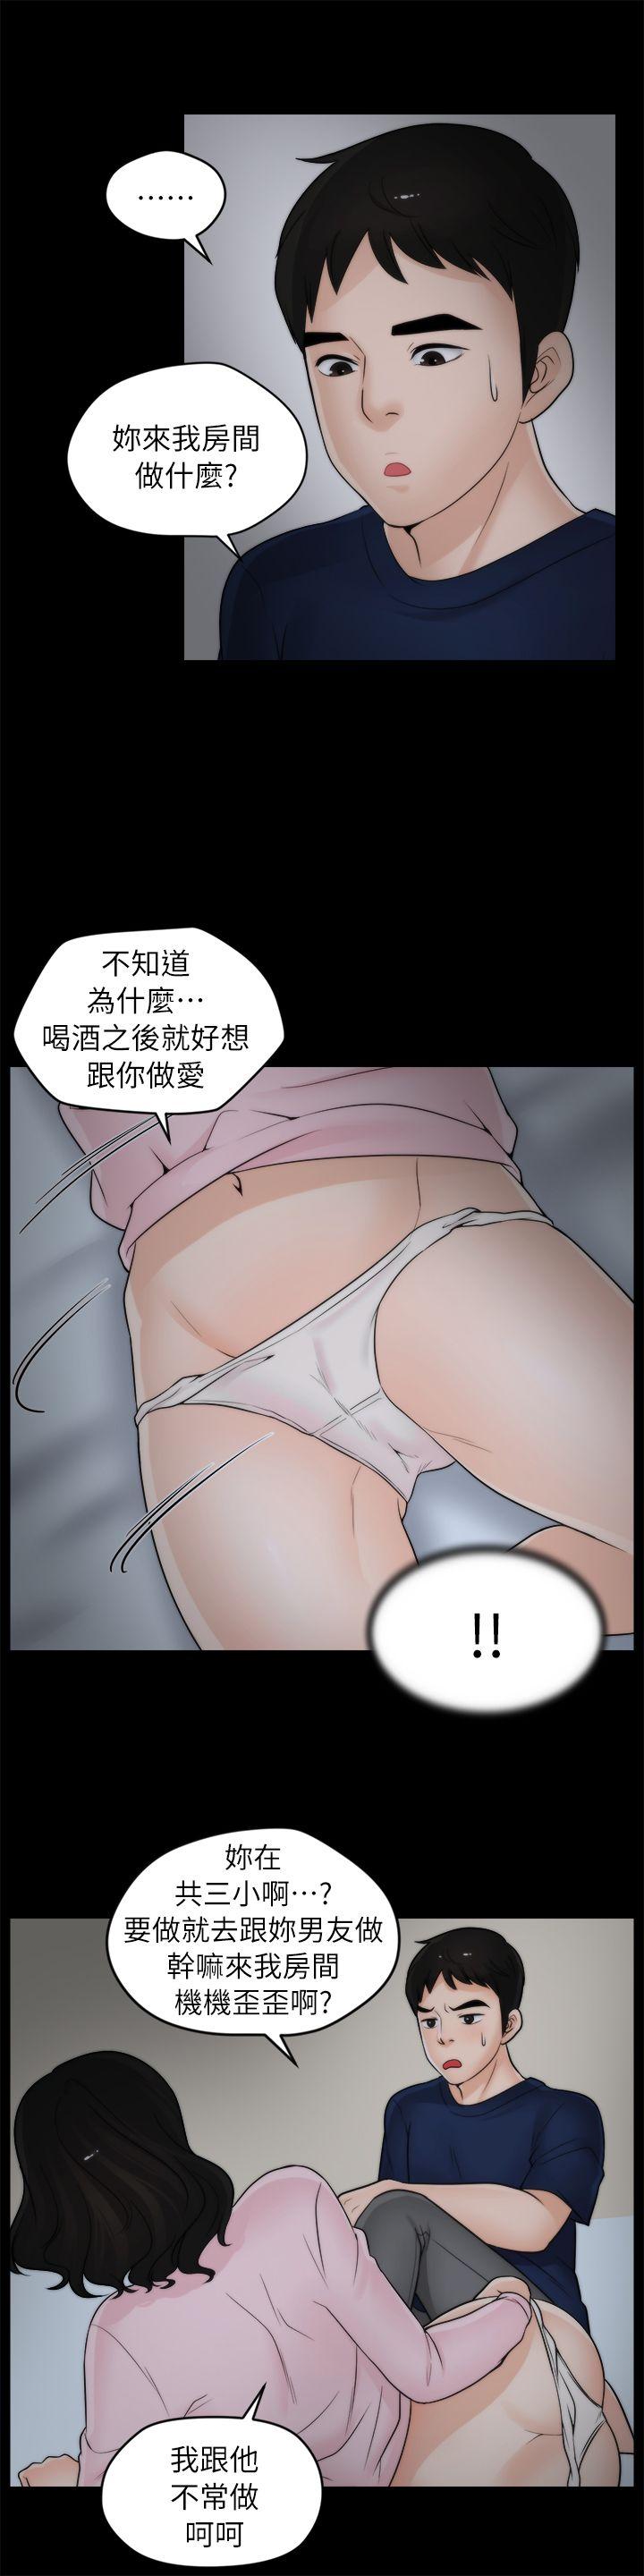 ⋯⋯
妳來我房間
做什麼?
不知道
為什麼⋯
喝酒之後就好想
跟你做愛
!!
妳在
共三小啊⋯?
要做就去跟妳男友做
幹嘛來我房間
機機歪歪啊?
我跟他
不常做
呵呵